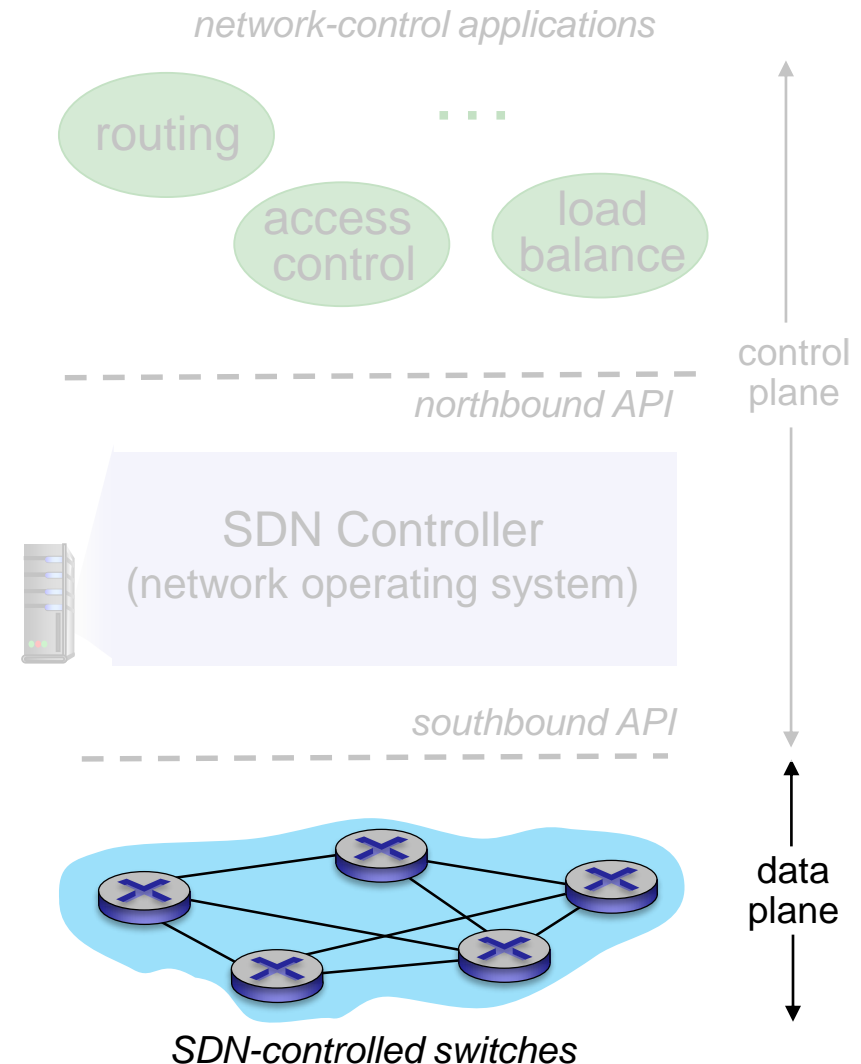 network-control applications
routing
. . .
access
control
load
balance
control
plane
northbound API
SDN Controller
(network operating system)
southbound API
data
plane
SDN-controlled switches